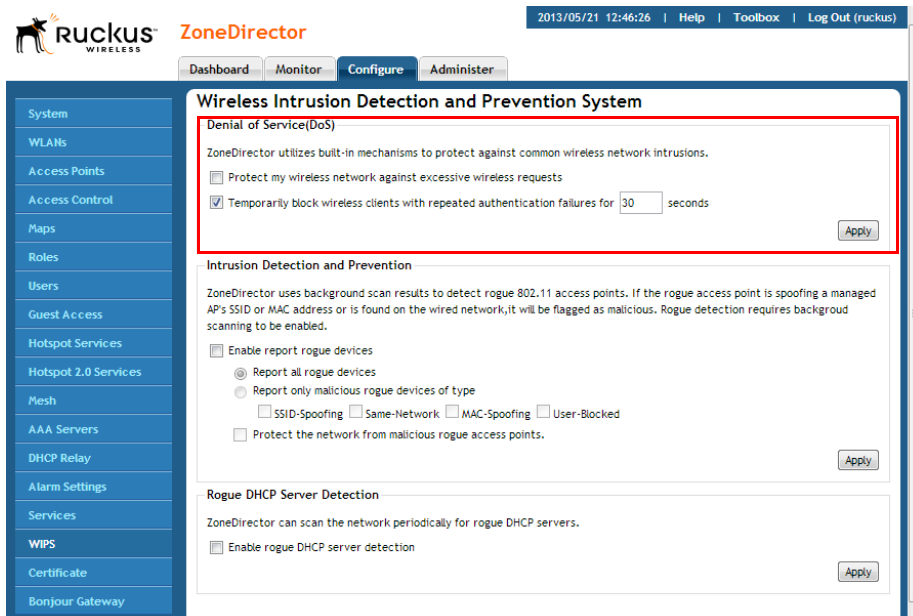 2013/05/21 12:46:26 | Help | Toolbox | Log Out (ruckus)
RUCKUS
WIRELESS
ZoneDirector
Dashboard
Monitor
Configure
Administer
System
WLANs
Access Points
Access Control
Maps
Roles
Users
Guest Access
Hotspot Services
Hotspot 2.0 Services
Mesh
AAA Servers
DHCP Relay
Alarm Settings
Services
WIPS
Certificate
Bonjour Gateway
Wireless Intrusion Detection and Prevention System
Denial of Service(DoS)
ZoneDirector utilizes built-in mechanisms to protect against common wireless network intrusions.
Protect my wireless network against excessive wireless requests
Temporarily block wireless clients with repeated authentication failures for 30 seconds
Apply
Intrusion Detection and Prevention
ZoneDirector uses background scan results to detect rogue 802.11 access points. If the rogue access point is spoofing a managed
AP's SSID or MAC address or is found on the wired network,it will be flagged as malicious. Rogue detection requires backgroud
scanning to be enabled.
Enable report rogue devices
Report all rogue devices
Report only malicious rogue devices of type
SSID-Spoofing Same-Network MAC-Spoofing User-Blocked
Protect the network from malicious rogue access points.
Apply
Rogue DHCP Server Detection
ZoneDirector can scan the network periodically for rogue DHCP servers.
Enable rogue DHCP server detection
Apply